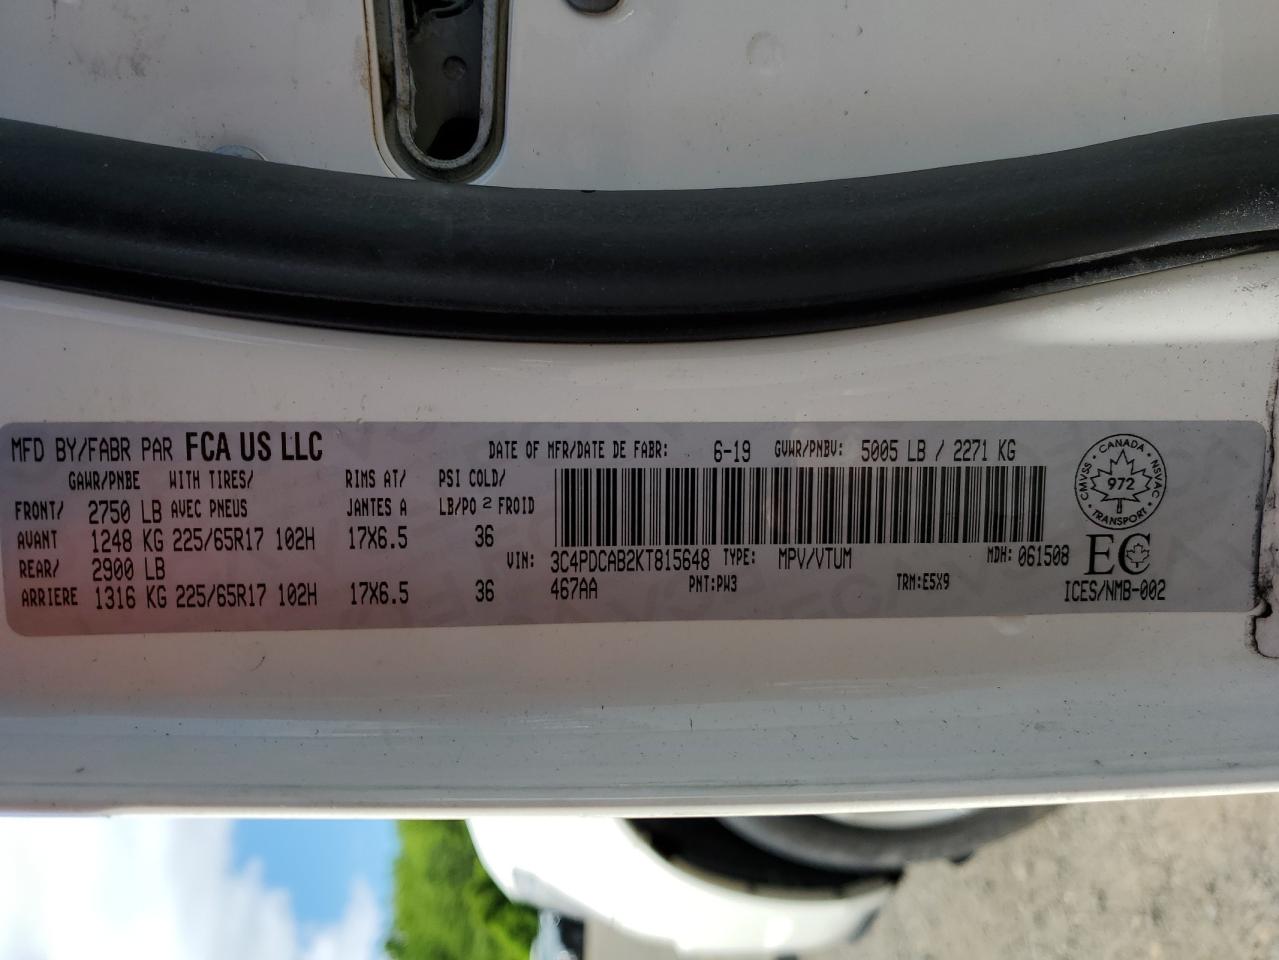 MFD BY/FABR PAR FCA US LLC DATE OF MFR/DATE DE FABR: 6-19 GVWR/PNBV: 5005 LB / 2271 KG
GAWR/PNBE WITH TIRES/ RIMS AT/ PSI COLD/
FRONT/ 2750 LB AVEC PNEUS JANTES A LB/PO 2 FROID
AVANT 1248 KG 225/65R17 102H 17X6.5 36
REAR/ 2900 LB
ARRIERE 1316 KG 225/65R17 102H 17X6.5 36
VIN: 3C4PDCAB2KT815648 TYPE: MPV/VTUM MDH: 061508
467AA PNT:PW3 TRM:E5X9
CANADA
CMVSS NSVAC
972
TRANSPORT
EC
ICES/NMB-002